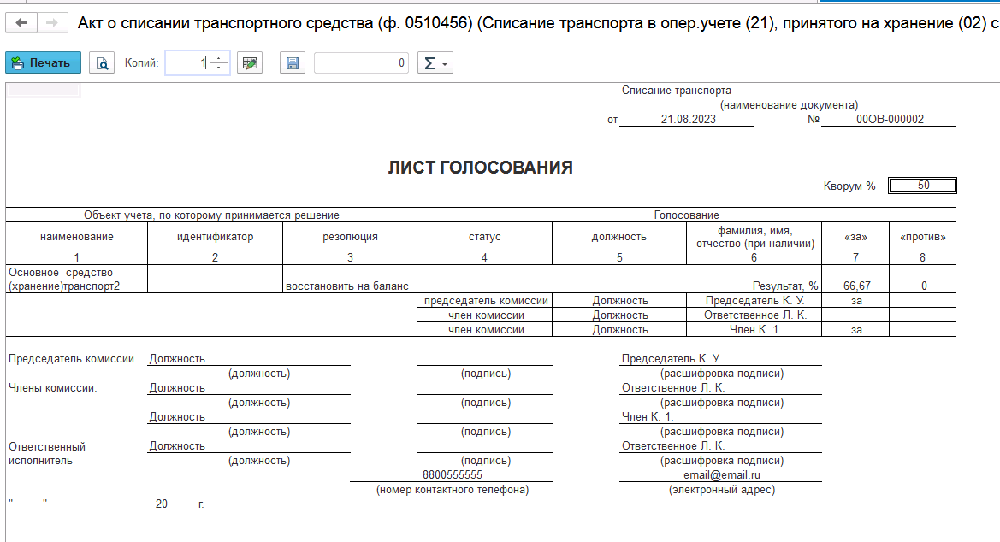 Акт о списании транспортного средства (ф. 0510456) (Списание транспорта в опер.учете (21), принятого на хранение (02) с
Печать Копий: 1 0 Σ
Списание транспорта
(наименование документа)
от 21.08.2023 № 00ОВ-000002
ЛИСТ ГОЛОСОВАНИЯ
Кворум % 50
Объект учета, по которому принимается решение Голосование
наименование идентификатор резолюция статус должность фамилия, имя, отчество (при наличии) «за» «против»
1 2 3 4 5 6 7 8
Основное средство
(хранение)транспорт2 восстановить на баланс Результат, % 66,67 0
председатель комиссии Должность Председатель К. У. за
член комиссии Должность Ответственное Л. К.
член комиссии Должность Член К. 1. за
Председатель комиссии Должность Председатель К. У.
(должность) (подпись) (расшифровка подписи)
Члены комиссии: Должность Ответственное Л. К.
(должность) (подпись) (расшифровка подписи)
Должность Член К. 1.
(должность) (подпись) (расшифровка подписи)
Ответственный Должность Ответственное Л. К.
исполнитель (должность) (подпись) (расшифровка подписи)
8800555555 email@email.ru
(номер контактного телефона) (электронный адрес)
"_____" ________________ 20 ____ г.